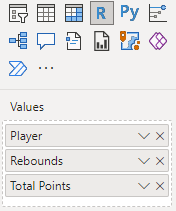 R Py
Values
Player
Rebounds
Total Points